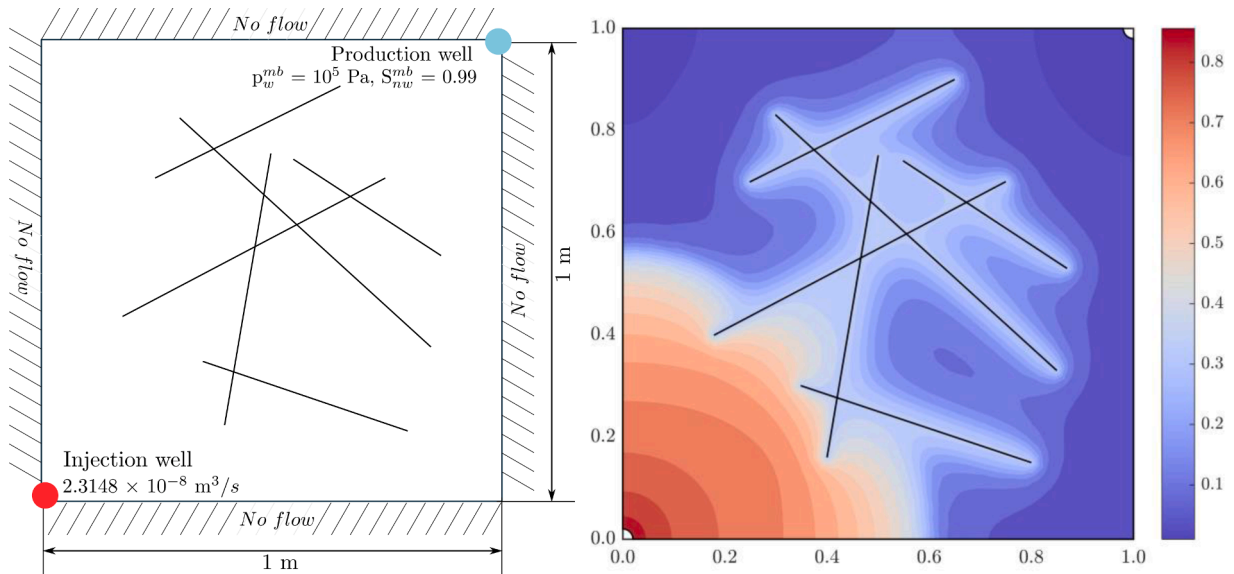 No flow
Production well
p_w^{mb} = 10^5 Pa, S_{nw}^{mb} = 0.99
No flow
No flow
1 m
Injection well
2.3148 × 10^{-8} m^3/s
No flow
1 m
1.0
0.8
0.6
0.4
0.2
0.0
0.0 0.2 0.4 0.6 0.8 1.0
0.8
0.7
0.6
0.5
0.4
0.3
0.2
0.1